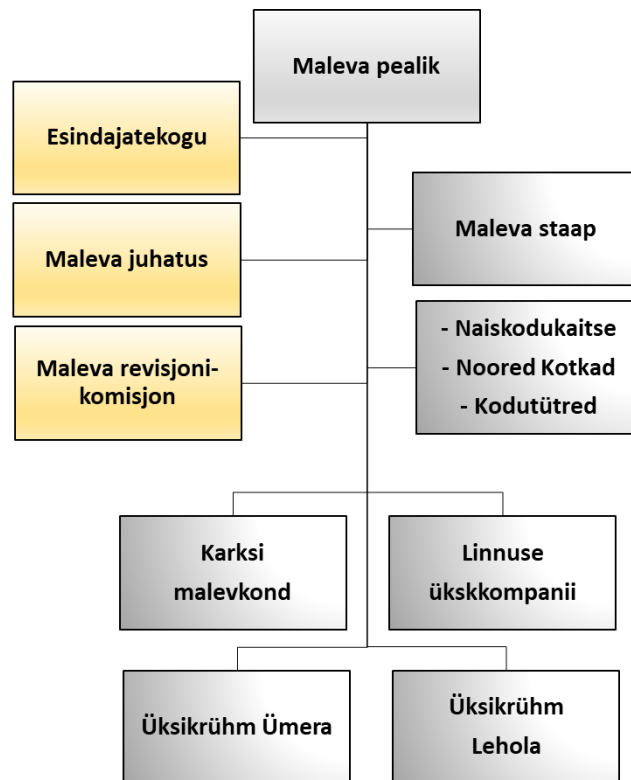 Maleva pealik
Esindajatekogu
Maleva juhatus
Maleva staap
Maleva revisjoni-
komisjon
- Naiskodukaitse
- Noored Kotkad
- Kodutütred
Karksi
malevkond
Linnuse
ükskkompanii
Üksikrühm Ümera
Üksikrühm
Lehola